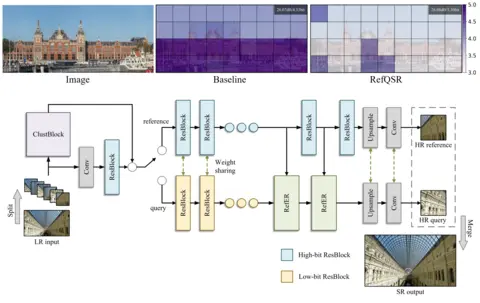 5.0
4.5
4.0
3.5
3.0
Image
Baseline
RefQSR
ClustBlock
Conv
ResBlock
reference
query
ResBlock
ResBlock
ResBlock
ResBlock
Upsample
Conv
HR reference
Weight
sharing
ResBlock
ResBlock
RefER
RefER
Upsample
Conv
HR query
Split
LR input
Merge
High-bit ResBlock
Low-bit ResBlock
SR output